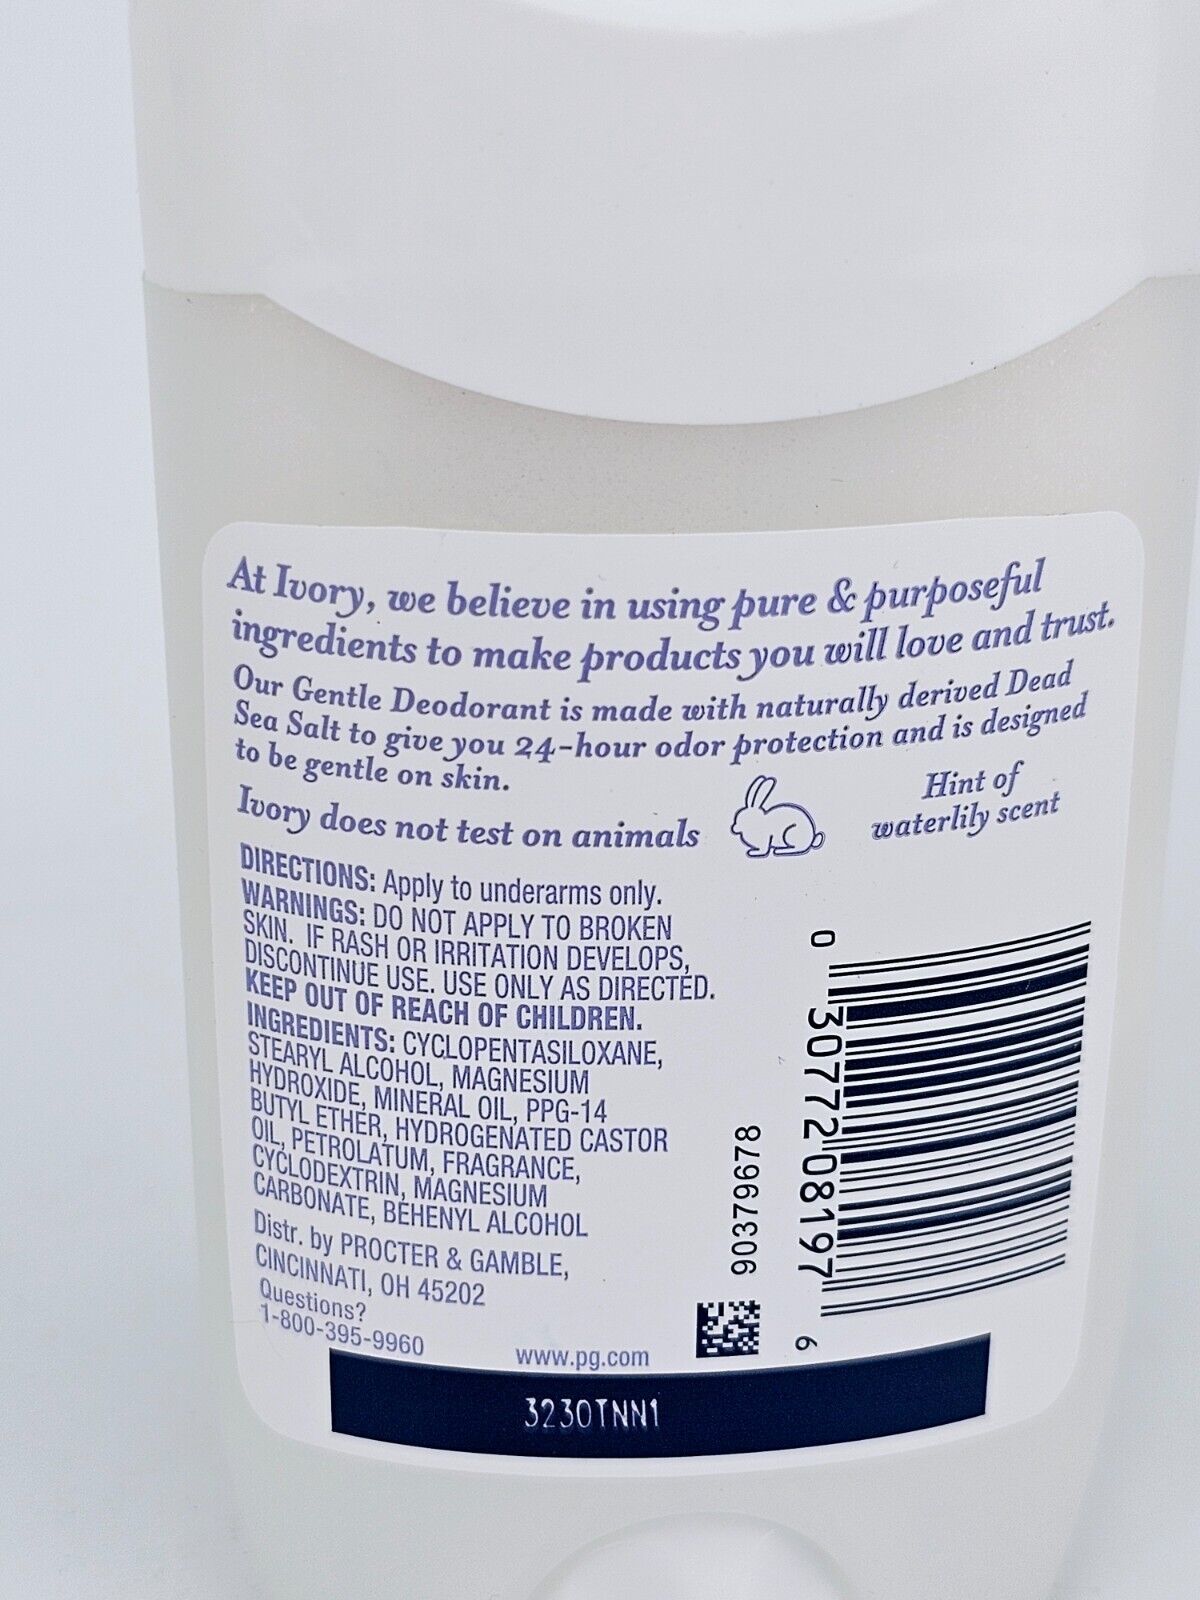 At Ivory, we believe in using pure & purposeful
ingredients to make products you will love and trust.
Our Gentle Deodorant is made with naturally derived Dead
Sea Salt to give you 24-hour odor protection and is designed
to be gentle on skin.
Ivory does not test on animals
Hint of
waterlily scent
DIRECTIONS: Apply to underarms only.
WARNINGS: DO NOT APPLY TO BROKEN
SKIN. IF RASH OR IRRITATION DEVELOPS,
DISCONTINUE USE. USE ONLY AS DIRECTED.
KEEP OUT OF REACH OF CHILDREN.
INGREDIENTS: CYCLOPENTASILOXANE,
STEARYL ALCOHOL, MAGNESIUM
HYDROXIDE, MINERAL OIL, PPG-14
BUTYL ETHER, HYDROGENATED CASTOR
OIL, PETROLATUM, FRAGRANCE,
CYCLODEXTRIN, MAGNESIUM
CARBONATE, BEHENYL ALCOHOL
Distr. by PROCTER & GAMBLE,
CINCINNATI, OH 45202
Questions?
1-800-395-9960
www.pg.com
90379678
0 30772 08197 6
3230TNN1